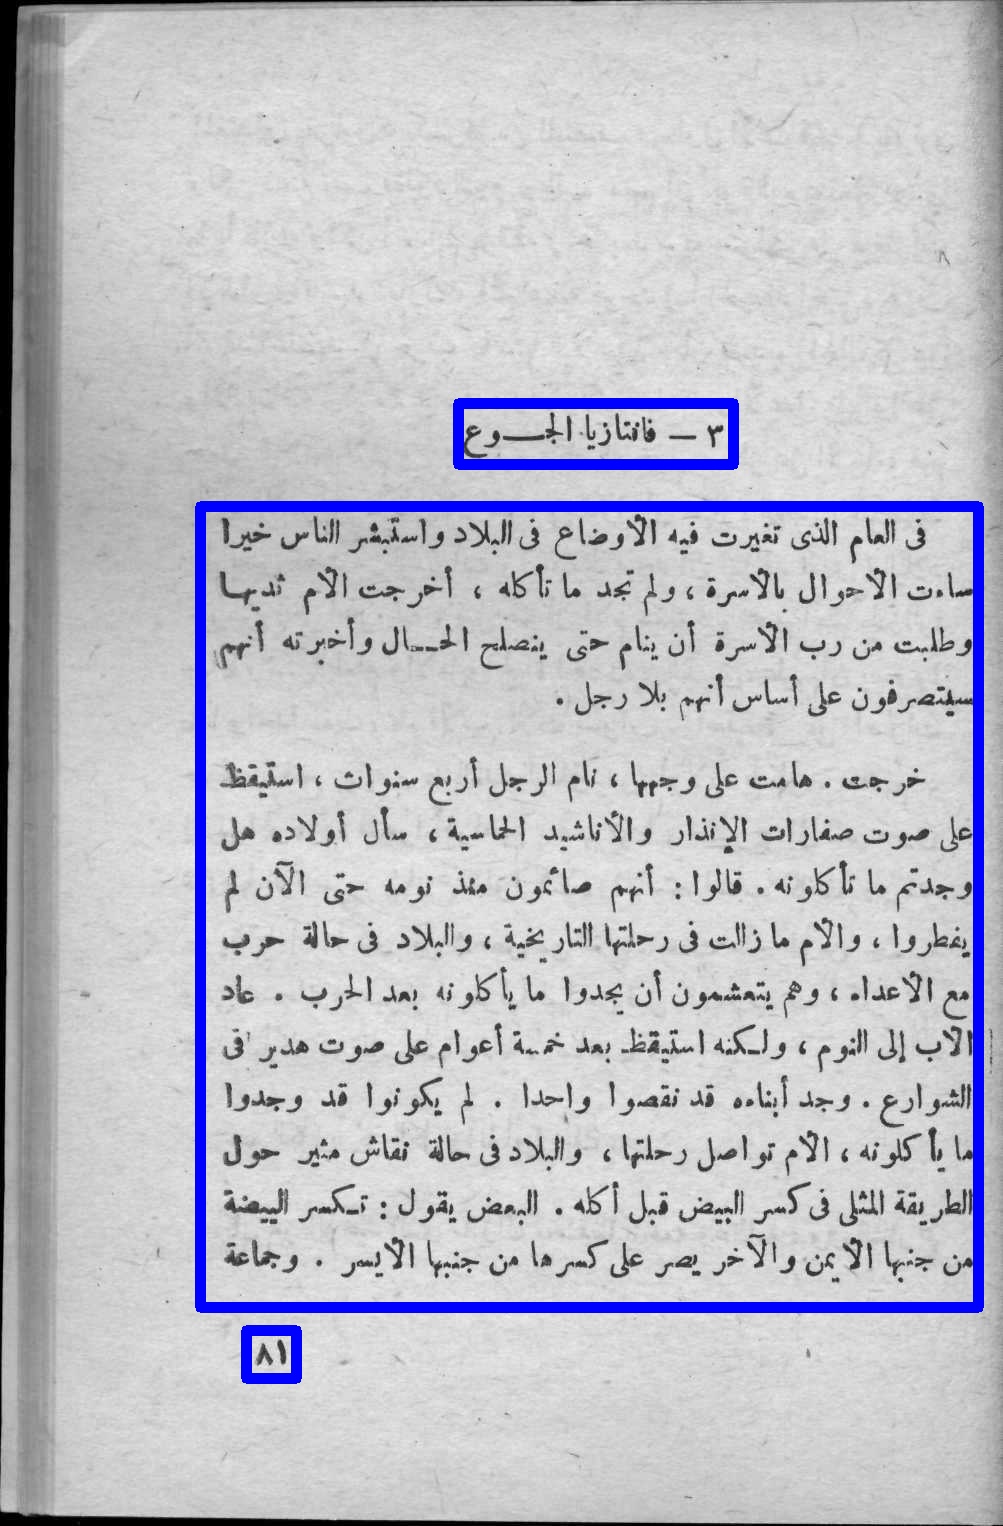 ٣ — فانتازيا الجـــوع
فى العام الذى تغيرت فيه الأوضاع فى البلاد واستبشر الناس خيرا
ساءت الأحوال بالأسرة ، ولم تجد ما تأكله ، أخرجت الأم ثديها
وطلبت من رب الأسرة أن ينام حتى ينصلح الحــال وأخبرته أنهم
سيتصرفون على أساس أنهم بلا رجل .
خرجت . هامت على وجهها ، نام الرجل أربع سنوات ، استيقظ
على صوت صفارات الإنذار والأناشيد الحماسية ، سأل أولاده هل
وجدتم ما تأكلونه . قالوا : أنهم صائمون منذ نومه حتى الآن لم
يفطروا ، والأم ما زالت فى رحلتها التاريخية ، والبلاد فى حالة حرب
مع الأعداء ، وهم يتعشمون أن يجدوا ما يأكلونه بعد الحرب . عاد
الأب إلى النوم ، ولكنه استيقظ بعد خمسة أعوام على صوت هدير فى
الشوارع . وجد أبناءه قد نقصوا واحدا . لم يكونوا قد وجدوا
ما يأكلونه ، الأم تواصل رحلتها ، والبلاد فى حالة نقاش مثير حول
الطريقة المثلى فى كسر البيض قبل أكله . البعض يقول : تكسر البيضة
من جنبها الأيمن والآخر يصر على كسرها من جنبها الأيسر . وجماعة
٨١